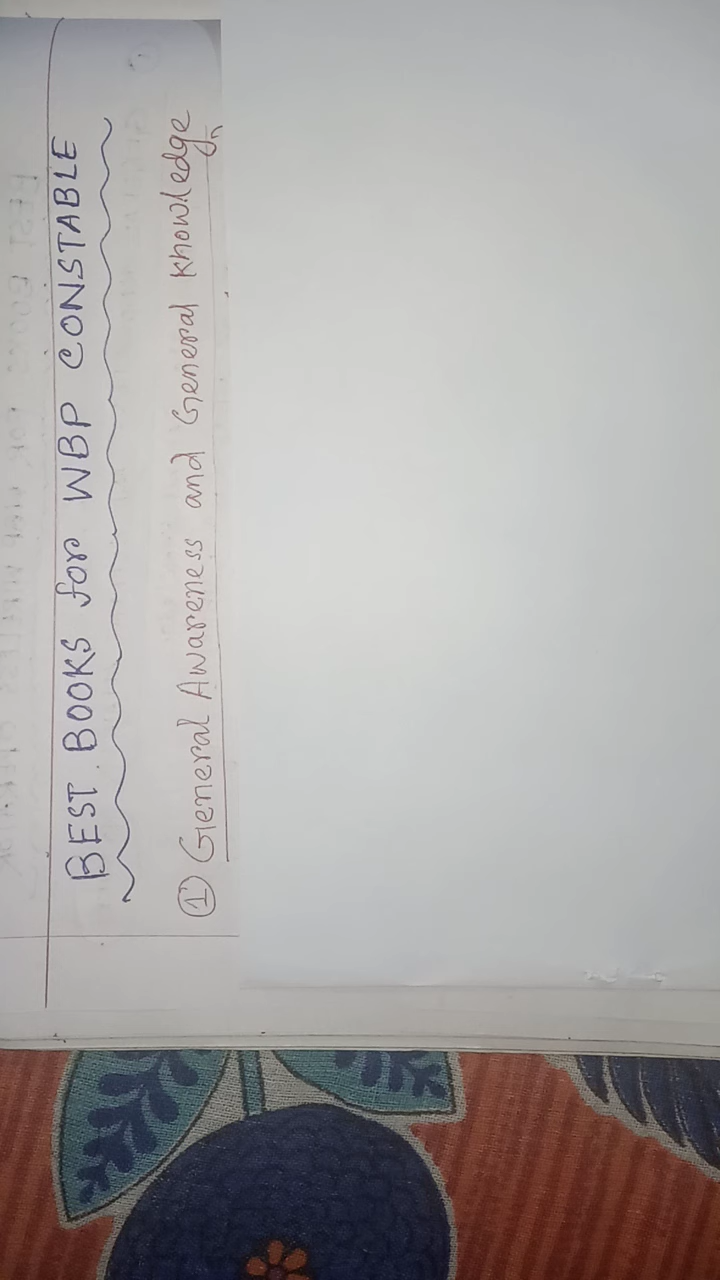 BEST BOOKS for WBP CONSTABLE
① General Awareness and General Knowledge